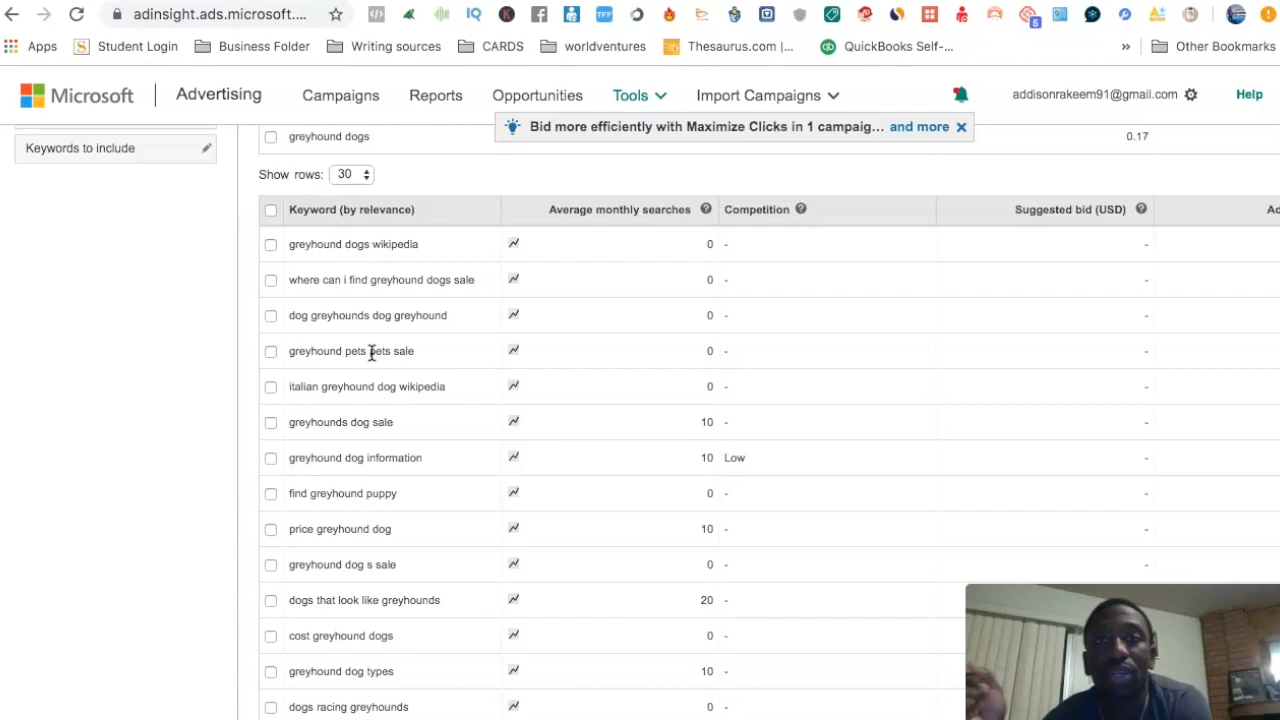 adinsight.ads.microsoft....
5
Apps Student Login Business Folder Writing sources CARDS worldventures Thesaurus.com |... QuickBooks Self-... » Other Bookmarks
Microsoft Advertising Campaigns Reports Opportunities Tools Import Campaigns addisonrakeem91@gmail.com Help
Bid more efficiently with Maximize Clicks in 1 campaig... and more
Keywords to include
greyhound dogs 0.17
Show rows: 30
Keyword (by relevance) Average monthly searches Competition Suggested bid (USD) Ad
greyhound dogs wikipedia 0 - -
where can i find greyhound dogs sale 0 - -
dog greyhounds dog greyhound 0 - -
greyhound pets pets sale 0 - -
italian greyhound dog wikipedia 0 - -
greyhounds dog sale 10 - -
greyhound dog information 10 Low -
find greyhound puppy 0 - -
price greyhound dog 10 - -
greyhound dog s sale 0 - -
dogs that look like greyhounds 20 -
cost greyhound dogs 0 -
greyhound dog types 10 -
dogs racing greyhounds 0 -